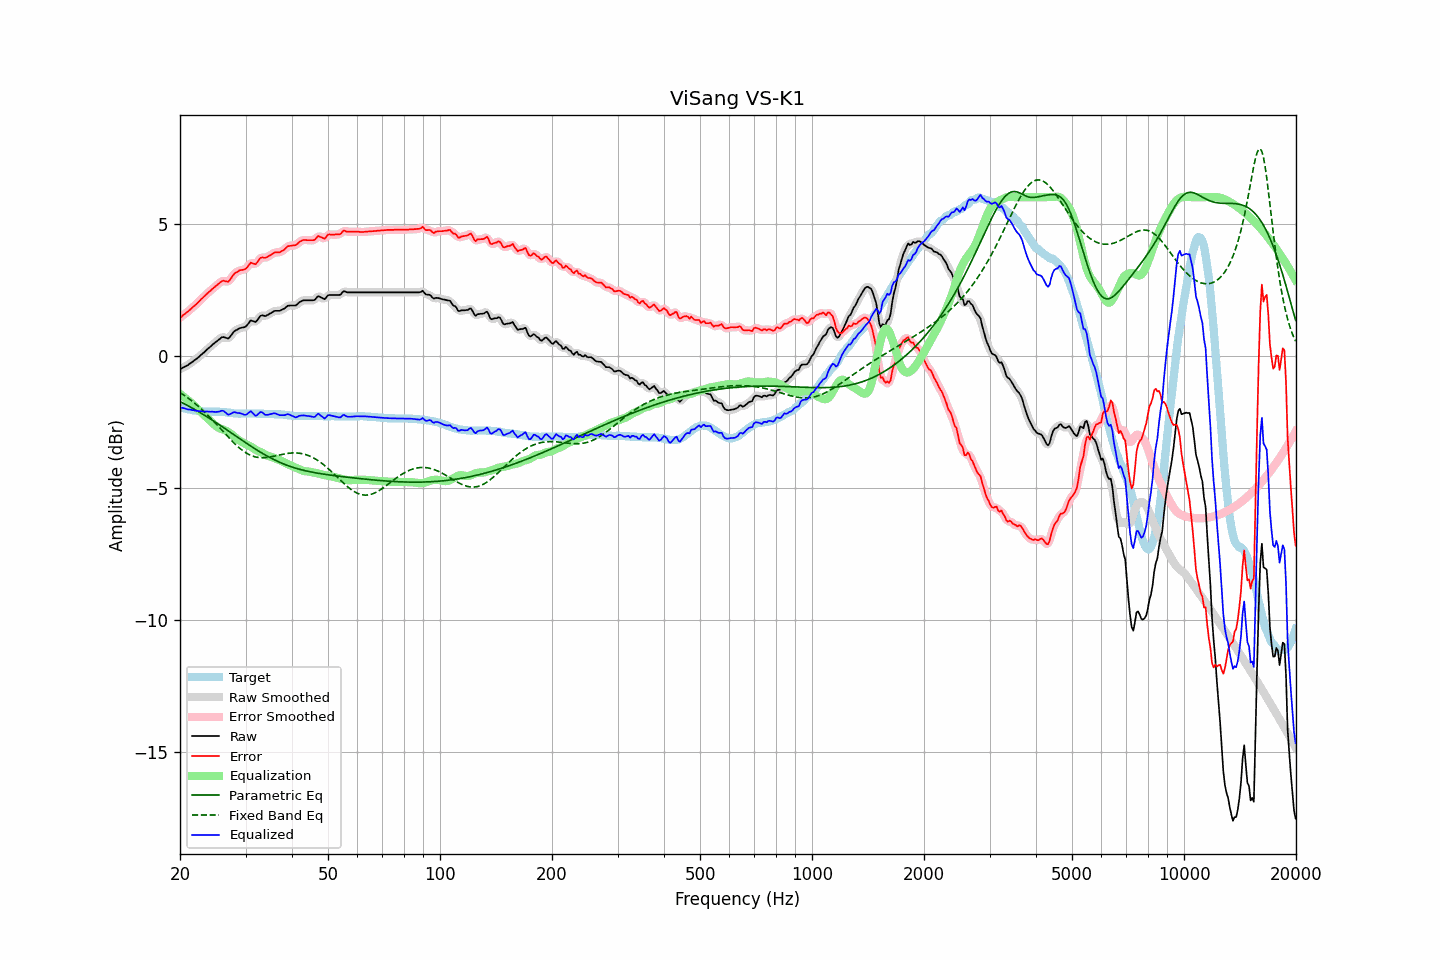 ViSang VS-K1
Amplitude (dBr)
5
0
−5
−10
−15
Target
Raw Smoothed
Error Smoothed
Raw
Error
Equalization
Parametric Eq
Fixed Band Eq
Equalized
20 50 100 200 500 1000 2000 5000 10000 20000
Frequency (Hz)